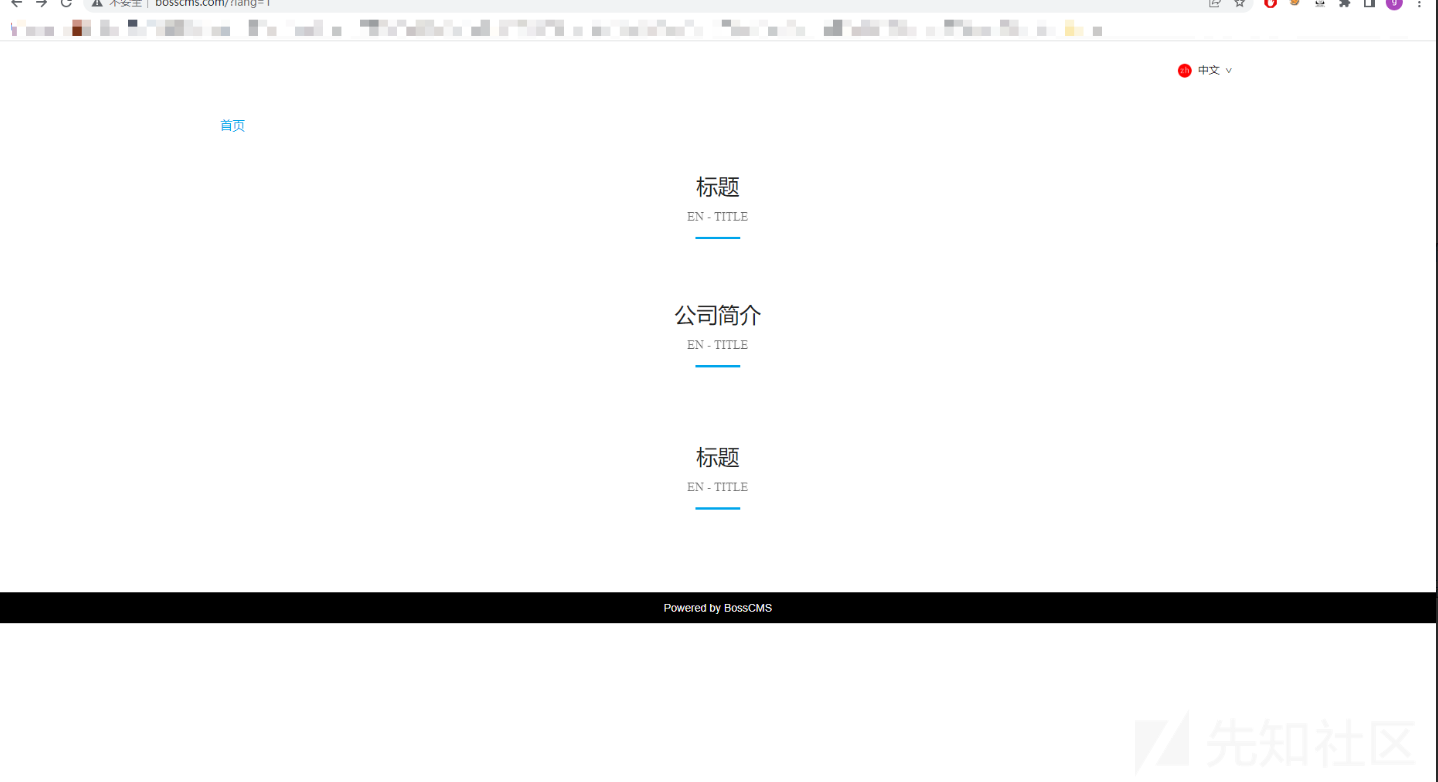 不安全 | bosscms.com/?lang=1
zh 中文
首页
标题
EN - TITLE
公司简介
EN - TITLE
标题
EN - TITLE
Powered by BossCMS
先知社区